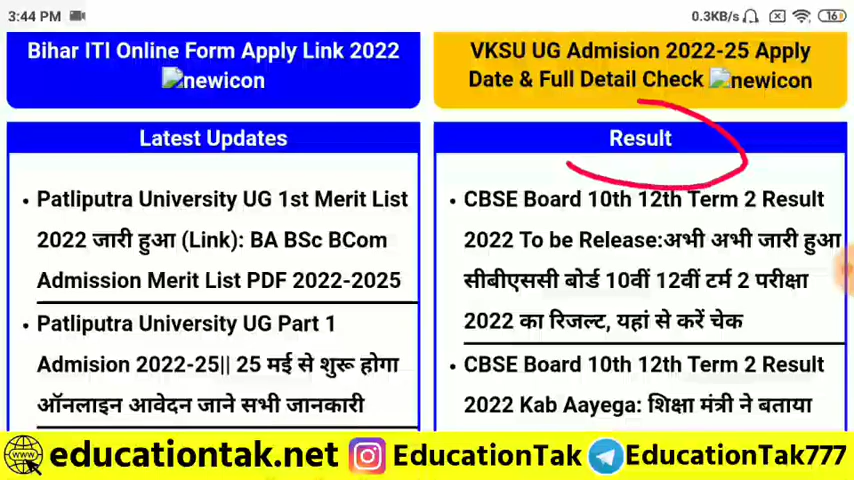 3:44 PM
0.3KB/s
16
Bihar ITI Online Form Apply Link 2022
newicon
VKSU UG Admision 2022-25 Apply
Date & Full Detail Check newicon
Latest Updates
• Patliputra University UG 1st Merit List
2022 जारी हुआ (Link): BA BSc BCom
Admission Merit List PDF 2022-2025
• Patliputra University UG Part 1
Admision 2022-25|| 25 मई से शुरू होगा
ऑनलाइन आवेदन जाने सभी जानकारी
Result
• CBSE Board 10th 12th Term 2 Result
2022 To be Release:अभी अभी जारी हुआ
सीबीएससी बोर्ड 10वीं 12वीं टर्म 2 परीक्षा
2022 का रिजल्ट, यहां से करें चेक
• CBSE Board 10th 12th Term 2 Result
2022 Kab Aayega: शिक्षा मंत्री ने बताया
www
educationtak.net
EducationTak
EducationTak777